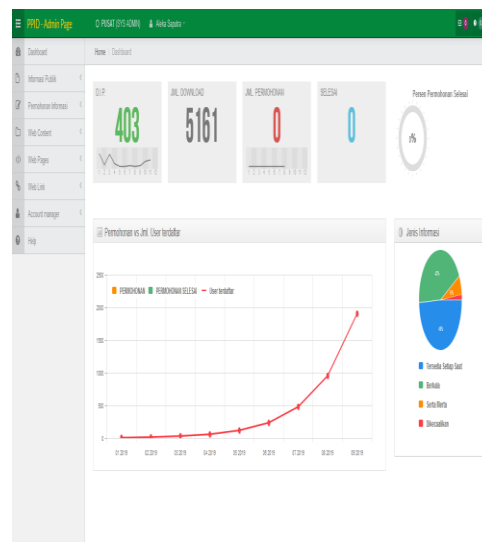 PPID - Admin Page
PUSAT (SYS ADMIN)
Aleka Saputra
Dashboard
Informasi Publik
Permohonan Informasi
Web Content
Web Pages
Web Link
Account manager
Help
Home Dashboard
D.I.P
403
JML DOWNLOAD
5161
JML PERMOHONAN
0
SELESAI
0
Persen Permohonan Selesai
Permohonan vs Jml. User terdaftar
PERMOHONAN PERMOHONAN SELESAI User terdaftar
2500
2000
1500
1000
500
0
01.2019 02.2019 03.2019 04.2019 05.2019 06.2019 07.2019 08.2019 09.2019
Jenis Informasi
Tersedia Setiap Saat
Berkala
Serta Merta
Dikecualikan